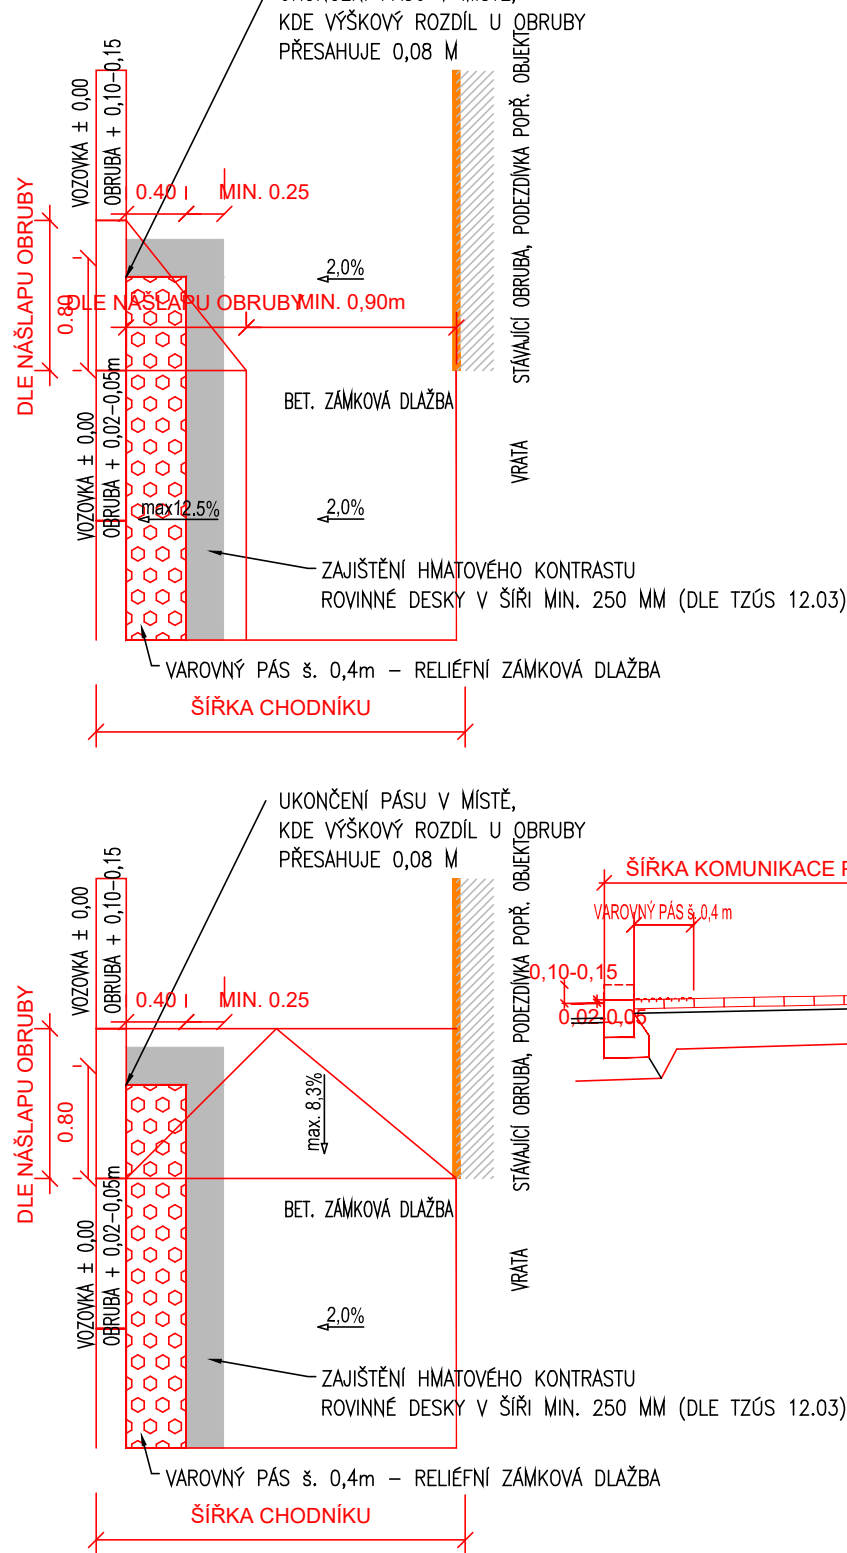 KDE VÝŠKOVÝ ROZDÍL U OBRUBY
PŘESAHUJE 0,08 M
VOZOVKA ± 0,00
OBRUBA + 0,10-0,15
STÁVAJÍCÍ OBRUBA, PODEZDÍVKA POPŘ. OBJEKT
DLE NÁŠLAPU OBRUBY
0.80
0.40
MIN. 0.25
2,0%
DLE NÁŠLAPU OBRUBY
MIN. 0,90m
BET. ZÁMKOVÁ DLAŽBA
VOZOVKA ± 0,00
OBRUBA + 0,02-0,05m
VRATA
max12.5%
2,0%
ZAJIŠTĚNÍ HMATOVÉHO KONTRASTU
ROVINNÉ DESKY V ŠÍŘI MIN. 250 MM (DLE TZÚS 12.03)
VAROVNÝ PÁS š. 0,4m – RELIÉFNÍ ZÁMKOVÁ DLAŽBA
ŠÍŘKA CHODNÍKU
UKONČENÍ PÁSU V MÍSTĚ,
KDE VÝŠKOVÝ ROZDÍL U OBRUBY
PŘESAHUJE 0,08 M
VOZOVKA ± 0,00
OBRUBA + 0,10-0,15
STÁVAJÍCÍ OBRUBA, PODEZDÍVKA POPŘ. OBJEKT
DLE NÁŠLAPU OBRUBY
0.80
0.40
MIN. 0.25
max. 8,3%
BET. ZÁMKOVÁ DLAŽBA
VOZOVKA ± 0,00
OBRUBA + 0,02-0,05m
VRATA
2,0%
ZAJIŠTĚNÍ HMATOVÉHO KONTRASTU
ROVINNÉ DESKY V ŠÍŘI MIN. 250 MM (DLE TZÚS 12.03)
VAROVNÝ PÁS š. 0,4m – RELIÉFNÍ ZÁMKOVÁ DLAŽBA
ŠÍŘKA CHODNÍKU
ŠÍŘKA KOMUNIKACE
VAROVNÝ PÁS š. 0,4 m
0,10-0,15
0,02-0,05